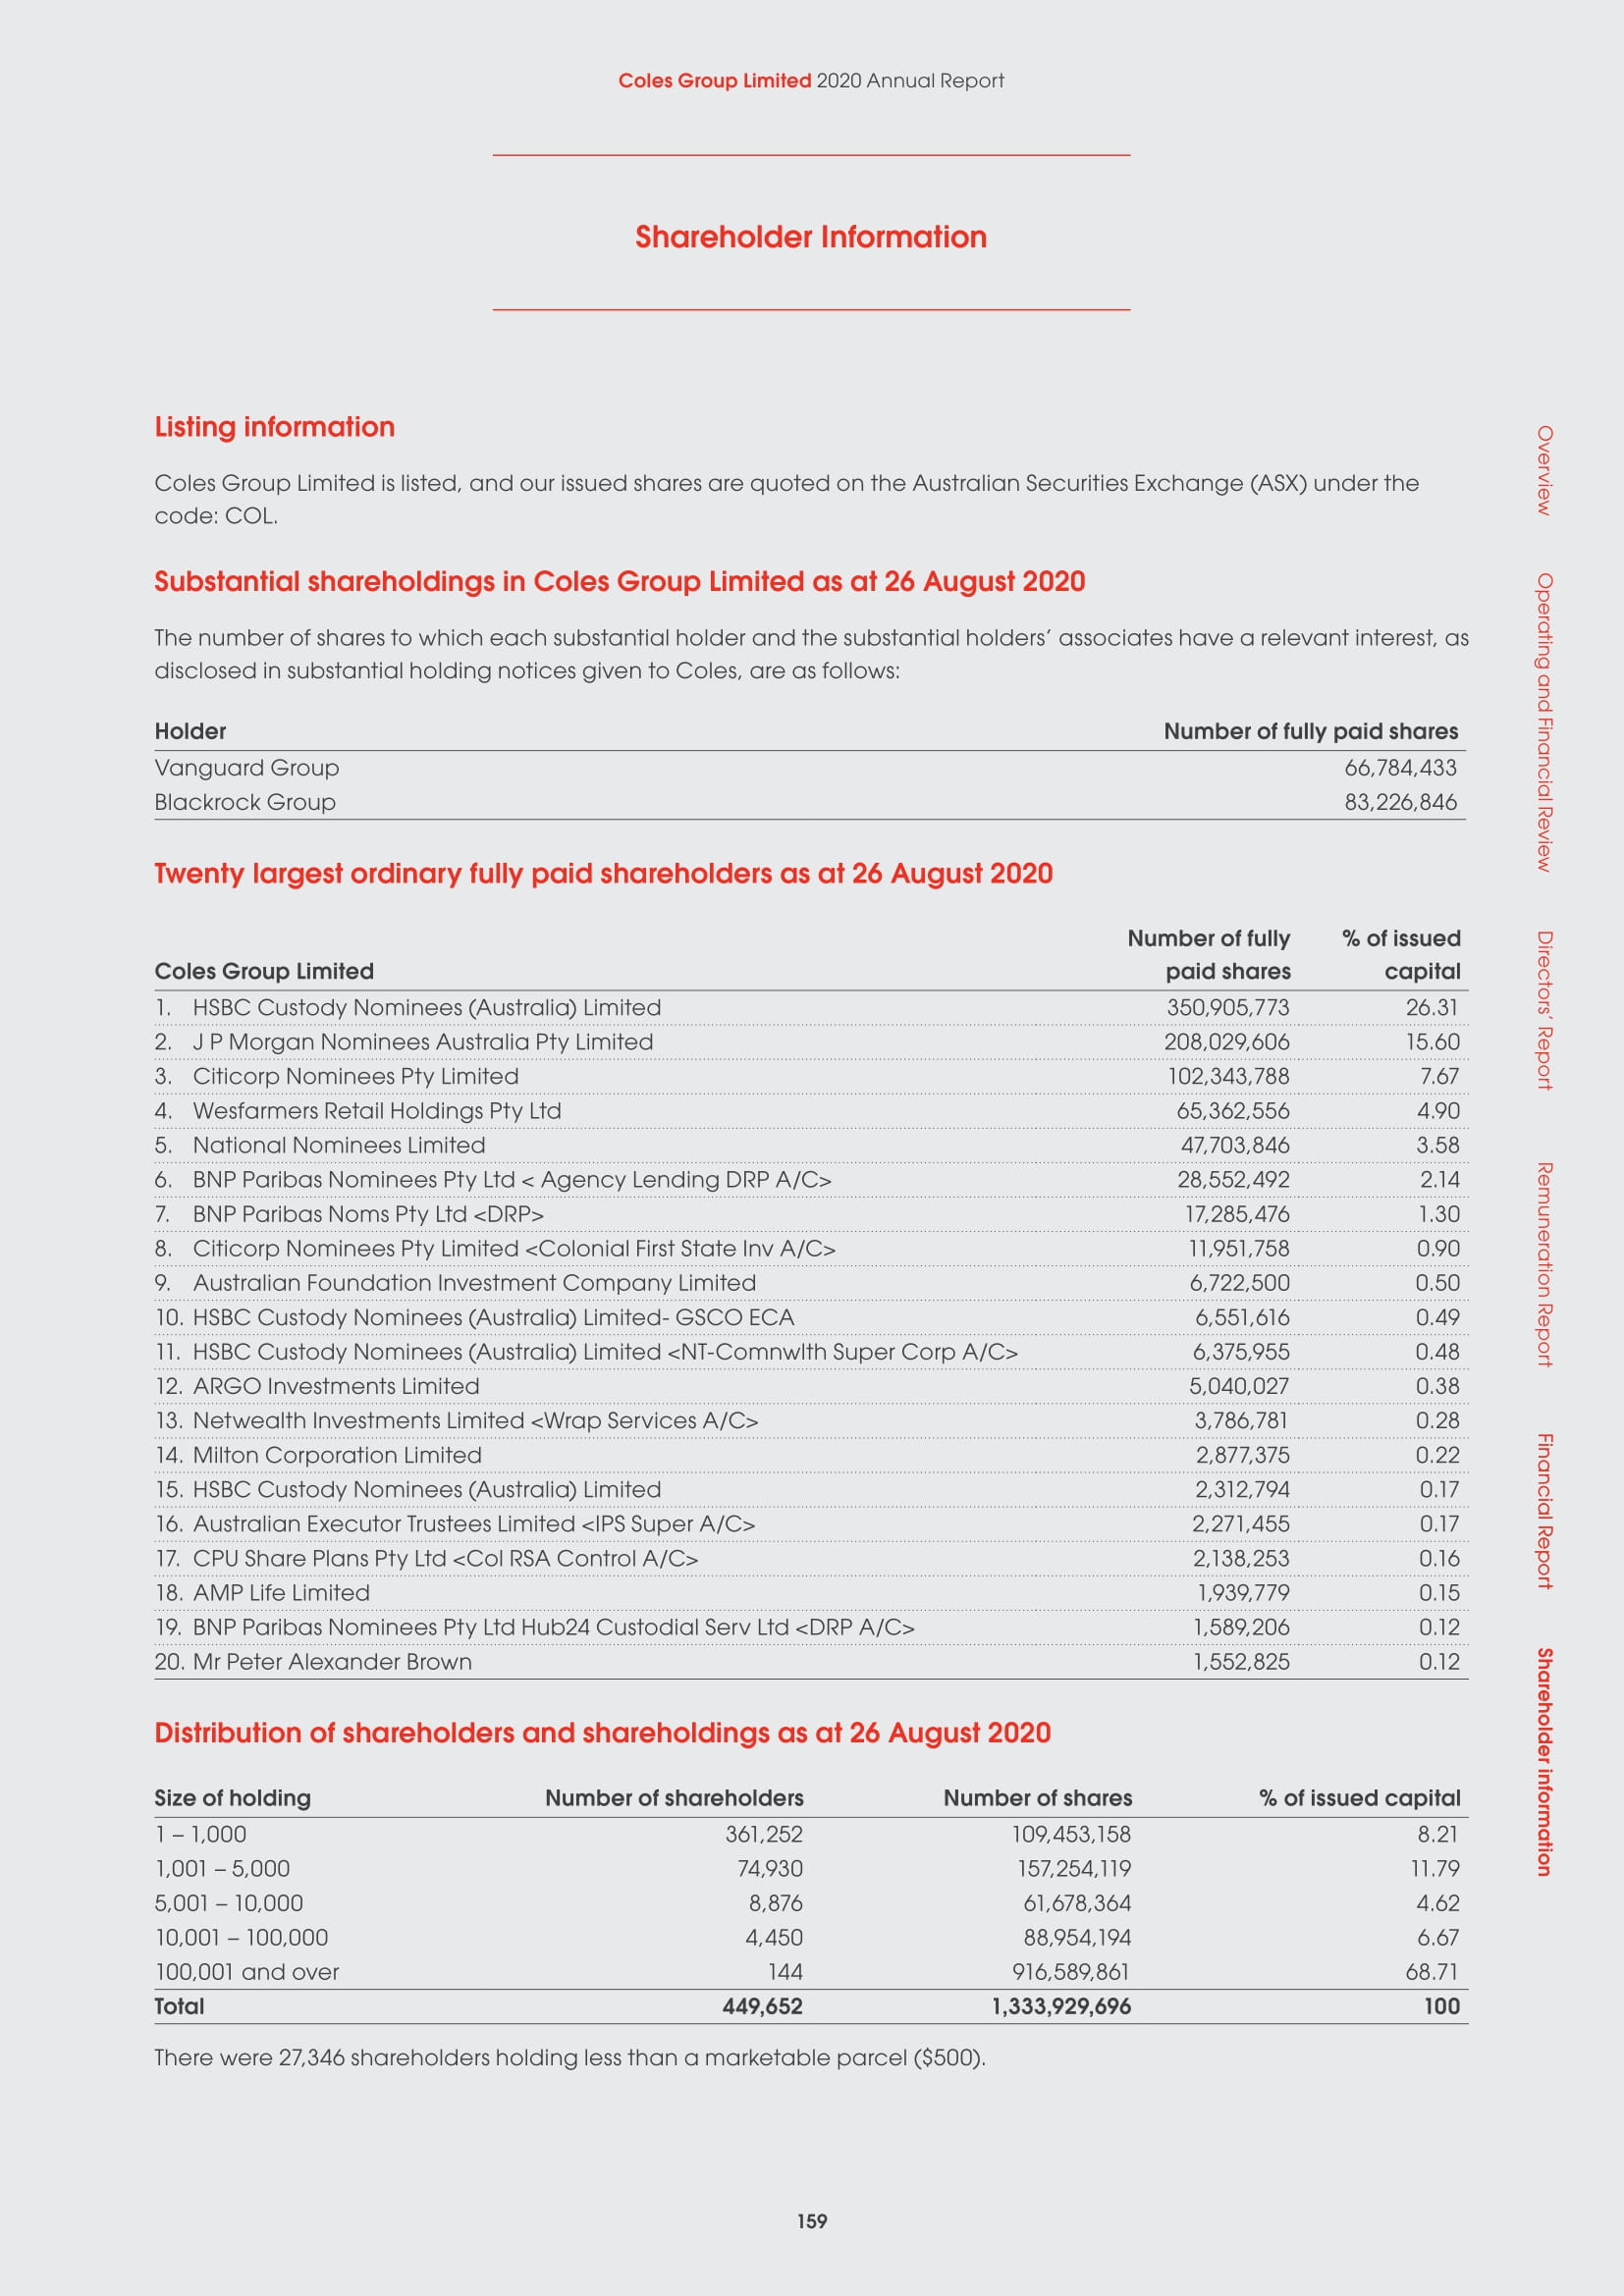 Coles Group Limited 2020 Annual Report
Shareholder Information
Listing information
Coles Group Limited is listed, and our issued shares are quoted on the Australian Securities Exchange (ASX) under the
code: COL.
Substantial shareholdings in Coles Group Limited as at 26 August 2020
The number of shares to which each substantial holder and the substantial holders’ associates have a relevant interest, as
disclosed in substantial holding notices given to Coles, are as follows:
Holder Number of fully paid shares
Vanguard Group 66,784,433
Blackrock Group 83,226,846
Twenty largest ordinary fully paid shareholders as at 26 August 2020
Number of fully % of issued
Coles Group Limited paid shares capital
1. HSBC Custody Nominees (Australia) Limited 350,905,773 26.31
2. J P Morgan Nominees Australia Pty Limited 208,029,606 15.60
3. Citicorp Nominees Pty Limited 102,343,788 7.67
4. Wesfarmers Retail Holdings Pty Ltd 65,362,556 4.90
5. National Nominees Limited 47,703,846 3.58
6. BNP Paribas Nominees Pty Ltd < Agency Lending DRP A/C> 28,552,492 2.14
7. BNP Paribas Noms Pty Ltd <DRP> 17,285,476 1.30
8. Citicorp Nominees Pty Limited <Colonial First State Inv A/C> 11,951,758 0.90
9. Australian Foundation Investment Company Limited 6,722,500 0.50
10. HSBC Custody Nominees (Australia) Limited- GSCO ECA 6,551,616 0.49
11. HSBC Custody Nominees (Australia) Limited <NT-Comnwlth Super Corp A/C> 6,375,955 0.48
12. ARGO Investments Limited 5,040,027 0.38
13. Netwealth Investments Limited <Wrap Services A/C> 3,786,781 0.28
14. Milton Corporation Limited 2,877,375 0.22
15. HSBC Custody Nominees (Australia) Limited 2,312,794 0.17
16. Australian Executor Trustees Limited <IPS Super A/C> 2,271,455 0.17
17. CPU Share Plans Pty Ltd <Col RSA Control A/C> 2,138,253 0.16
18. AMP Life Limited 1,939,779 0.15
19. BNP Paribas Nominees Pty Ltd Hub24 Custodial Serv Ltd <DRP A/C> 1,589,206 0.12
20. Mr Peter Alexander Brown 1,552,825 0.12
Distribution of shareholders and shareholdings as at 26 August 2020
Size of holding Number of shareholders Number of shares % of issued capital
1 – 1,000 361,252 109,453,158 8.21
1,001 – 5,000 74,930 157,254,119 11.79
5,001 – 10,000 8,876 61,678,364 4.62
10,001 – 100,000 4,450 88,954,194 6.67
100,001 and over 144 916,589,861 68.71
Total 449,652 1,333,929,696 100
There were 27,346 shareholders holding less than a marketable parcel ($500).
159
Overview
Operating and Financial Review
Directors’ Report
Remuneration Report
Financial Report
Shareholder information